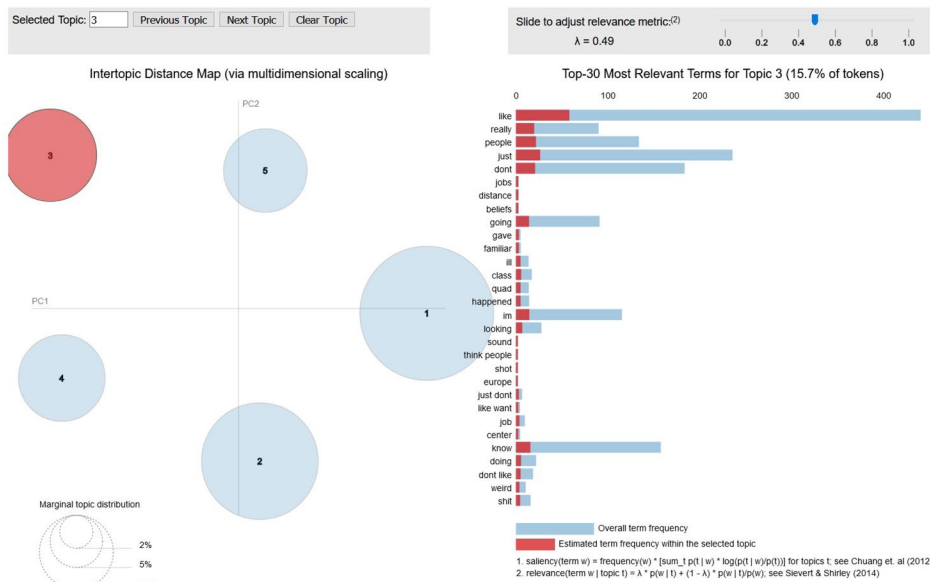 Selected Topic: 3 Previous Topic Next Topic Clear Topic
Slide to adjust relevance metric:(2)
λ = 0.49
0.0 0.2 0.4 0.6 0.8 1.0
Intertopic Distance Map (via multidimensional scaling)
PC2
PC1
3
5
1
4
2
Marginal topic distribution
2%
5%
Top-30 Most Relevant Terms for Topic 3 (15.7% of tokens)
0 100 200 300 400
like
really
people
just
dont
jobs
distance
beliefs
going
gave
familiar
ill
class
quad
happened
im
looking
sound
think people
shot
europe
just dont
like want
job
center
know
doing
dont like
weird
shit
Overall term frequency
Estimated term frequency within the selected topic
1. saliency(term w) = frequency(w) * [sum_t p(t | w) * log(p(t | w)/p(t))] for topics t; see Chuang et. al (2012
2. relevance(term w | topic t) = λ * p(w | t) + (1 - λ) * p(w | t)/p(w); see Sievert & Shirley (2014)